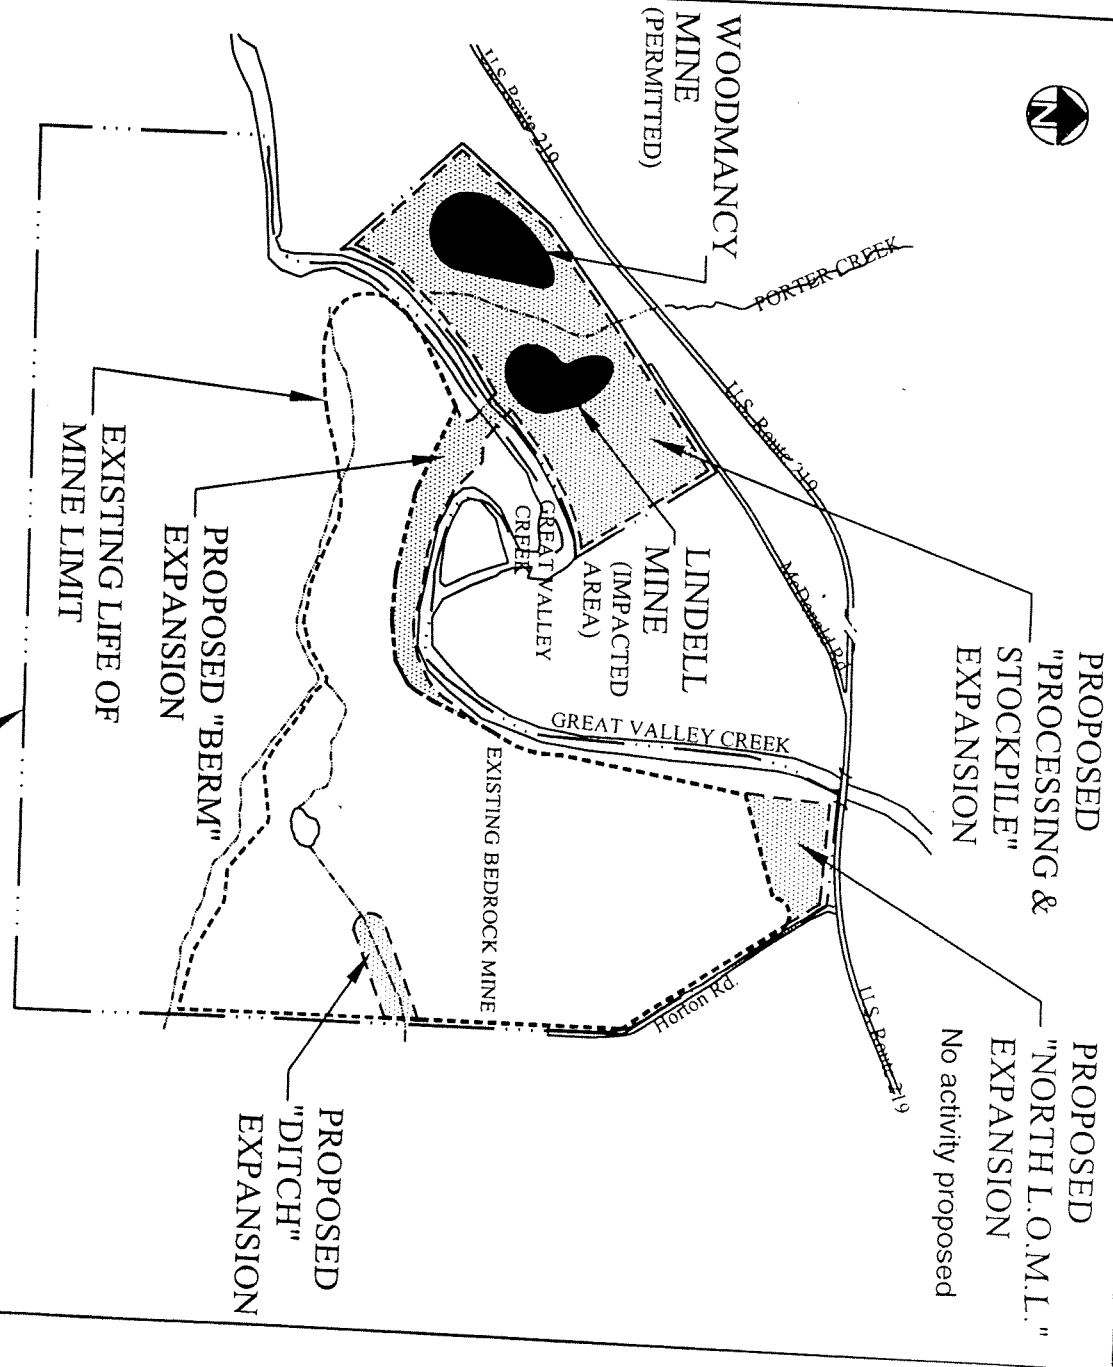 N
WOODMANCY
MINE
(PERMITTED)
U.S. Route 219
PORTER CREEK
U.S. Route 219
McDonald Rd.
PROPOSED
"PROCESSING &
STOCKPILE"
EXPANSION
PROPOSED
"NORTH L.O.M.L."
EXPANSION
No activity proposed
U.S. Route 219
Horton Rd.
LINDELL
MINE
(IMPACTED
AREA)
GREAT VALLEY
CREEK
GREAT VALLEY CREEK
EXISTING BEDROCK MINE
EXISTING LIFE OF
MINE LIMIT
PROPOSED "BERM"
EXPANSION
PROPOSED
"DITCH"
EXPANSION